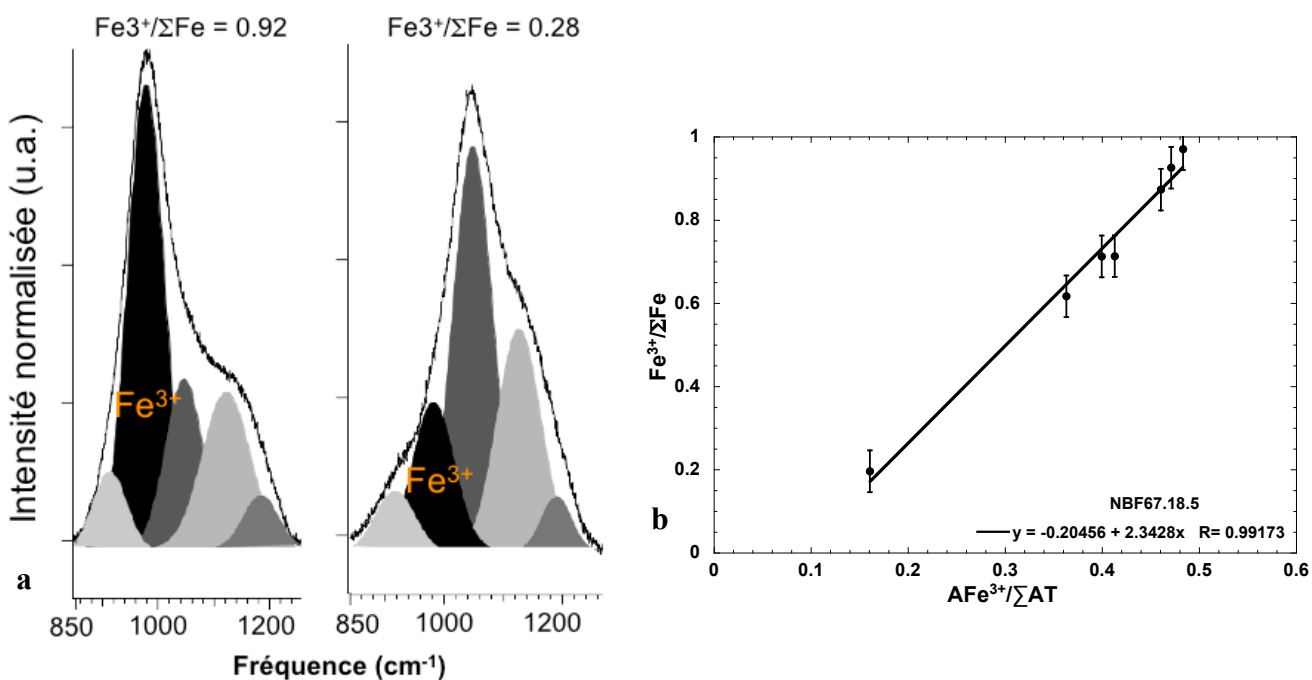 Fe3⁺/ΣFe = 0.92
Fe3⁺/ΣFe = 0.28
Intensité normalisée (u.a.)
Fe³⁺
Fe³⁺
a
850 1000 1200
850 1000 1200
Fréquence (cm⁻¹)
1
0.8
0.6
0.4
0.2
0
Fe³⁺/ΣFe
b
NBF67.18.5
y = -0.20456 + 2.3428x R= 0.99173
0 0.1 0.2 0.3 0.4 0.5 0.6
AFe³⁺/∑AT